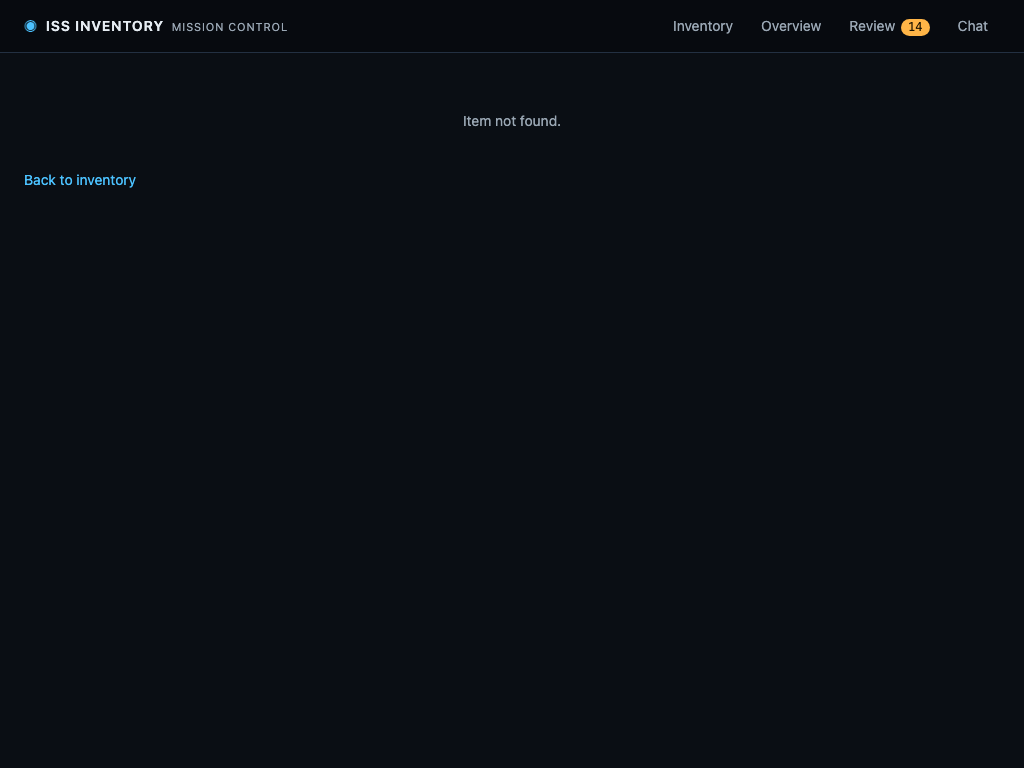 ISS INVENTORY MISSION CONTROL Inventory Overview Review 14 Chat
Item not found.
Back to inventory